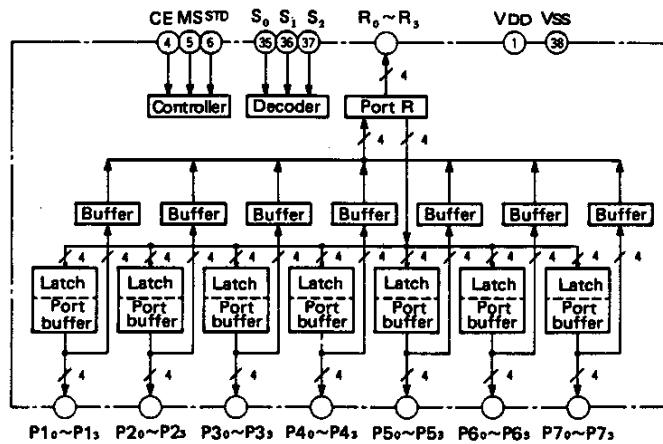 CE MS STD S₀ S₁ S₂ R₀~R₃ VDD VSS
4 5 6 35 36 37 1 38
4
Controller Decoder Port R
4 4
Buffer Buffer Buffer Buffer Buffer Buffer Buffer
4 4 4 4 4 4 4 4 4 4 4 4 4 4
Latch Latch Latch Latch Latch Latch Latch
Port Port Port Port Port Port Port
buffer buffer buffer buffer buffer buffer buffer
4 4 4 4 4 4 4
P1₀~P1₃ P2₀~P2₃ P3₀~P3₃ P4₀~P4₃ P5₀~P5₃ P6₀~P6₃ P7₀~P7₃